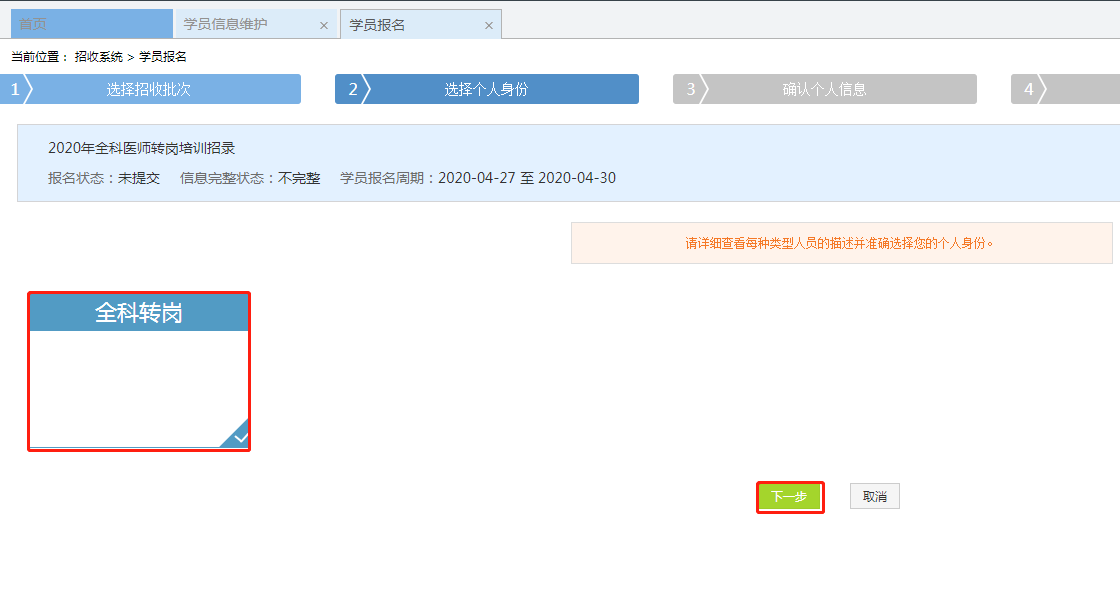 首页 学员信息维护 × 学员报名 ×
当前位置： 招收系统 > 学员报名
1 选择招收批次 2 选择个人身份 3 确认个人信息 4
2020年全科医师转岗培训招录
报名状态：未提交 信息完整状态：不完整 学员报名周期：2020-04-27 至 2020-04-30
请详细查看每种类型人员的描述并准确选择您的个人身份。
全科转岗
下一步 取消